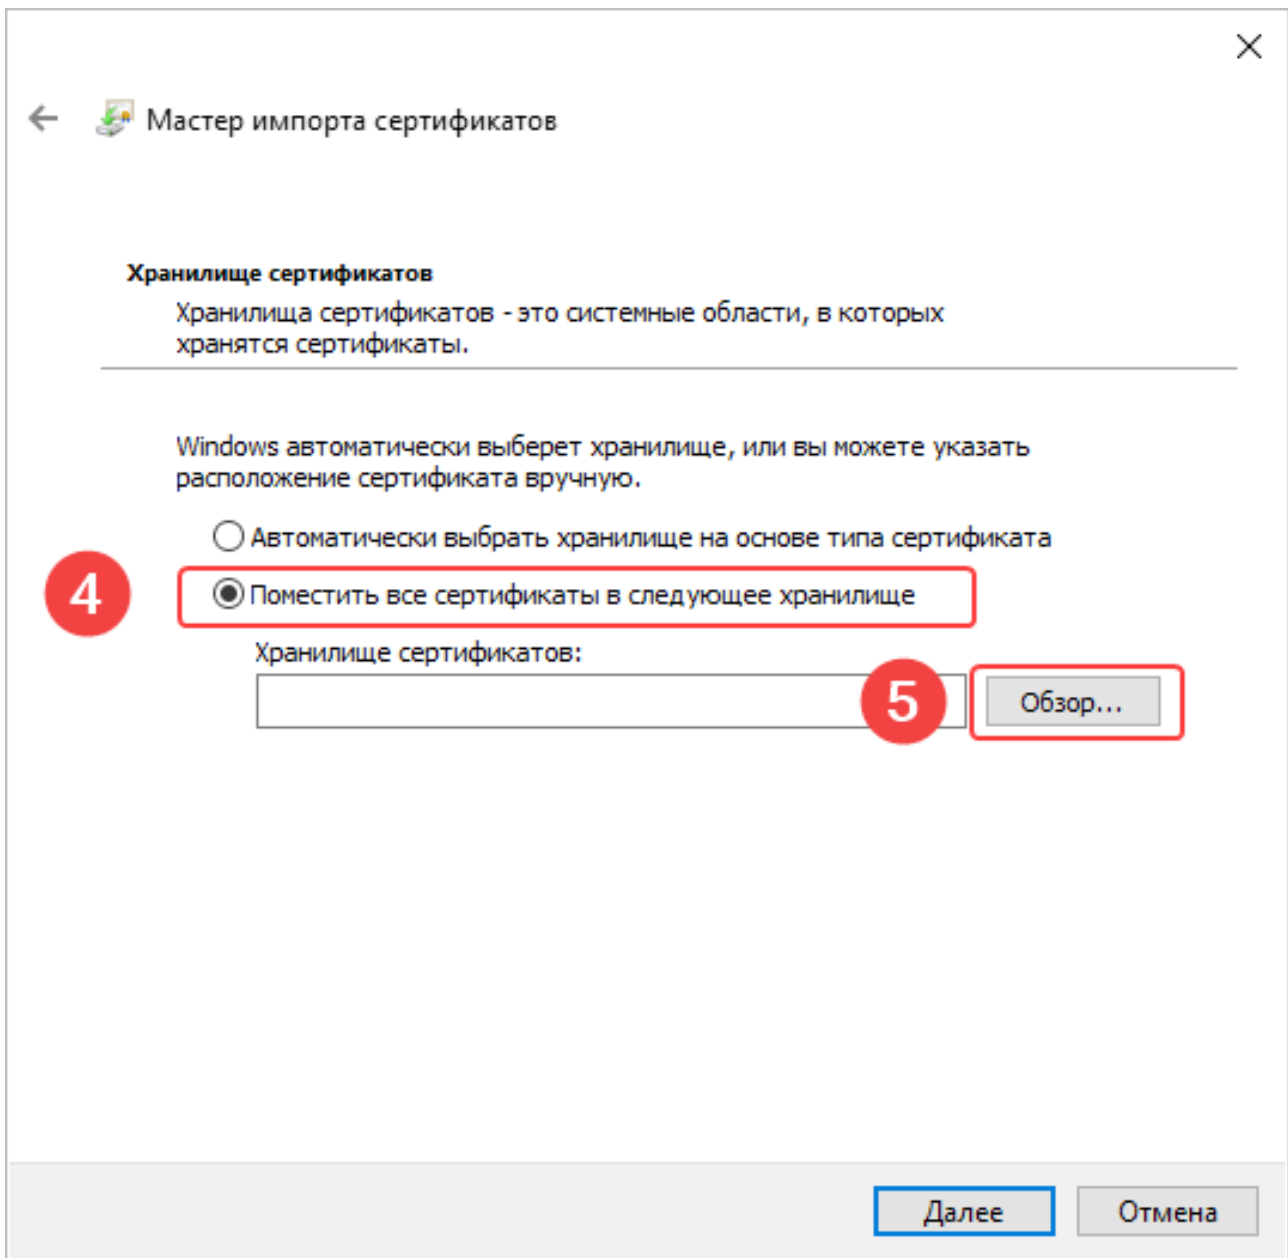 Мастер импорта сертификатов
Хранилище сертификатов
Хранилища сертификатов - это системные области, в которых
хранятся сертификаты.
Windows автоматически выберет хранилище, или вы можете указать
расположение сертификата вручную.
Автоматически выбрать хранилище на основе типа сертификата
4
Поместить все сертификаты в следующее хранилище
Хранилище сертификатов:
5
Обзор...
Далее
Отмена